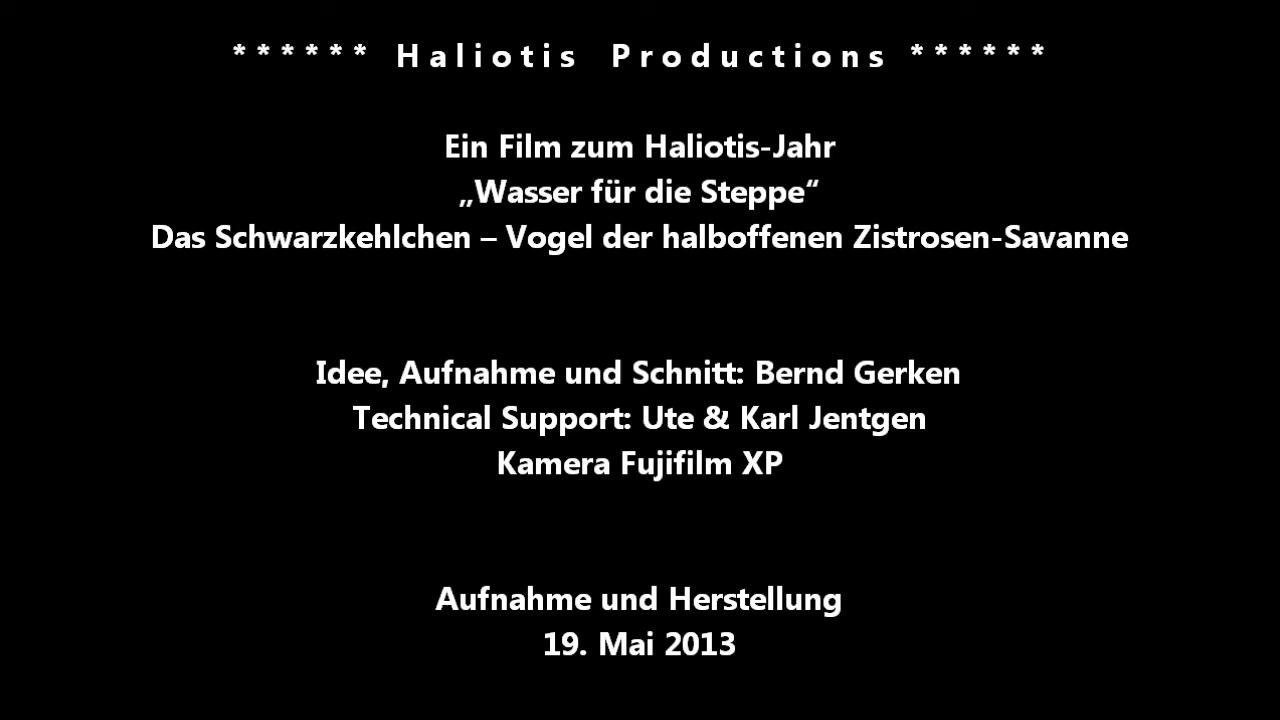 ****** Haliotis Productions ******
Ein Film zum Haliotis-Jahr
„Wasser für die Steppe“
Das Schwarzkehlchen – Vogel der halboffenen Zistrosen-Savanne
Idee, Aufnahme und Schnitt: Bernd Gerken
Technical Support: Ute & Karl Jentgen
Kamera Fujifilm XP
Aufnahme und Herstellung
19. Mai 2013